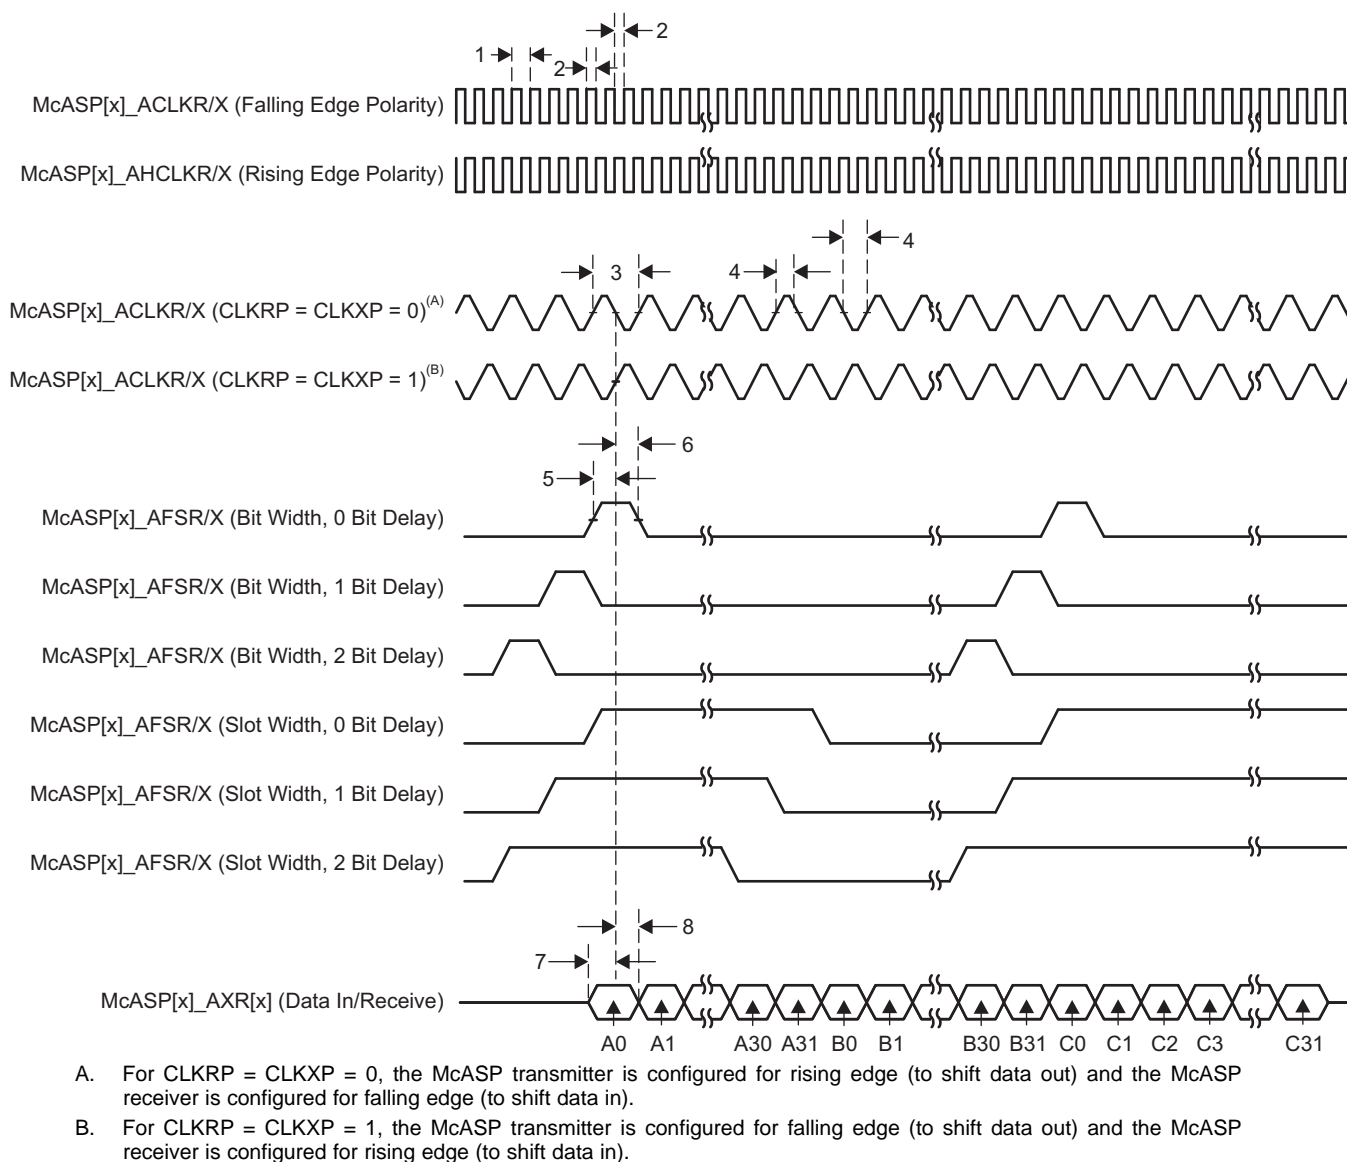 2
1
2
McASP[x]_ACLKR/X (Falling Edge Polarity)
McASP[x]_AHCLKR/X (Rising Edge Polarity)
4
3
4
McASP[x]_ACLKR/X (CLKRP = CLKXP = 0)(A)
McASP[x]_ACLKR/X (CLKRP = CLKXP = 1)(B)
6
5
McASP[x]_AFSR/X (Bit Width, 0 Bit Delay)
McASP[x]_AFSR/X (Bit Width, 1 Bit Delay)
McASP[x]_AFSR/X (Bit Width, 2 Bit Delay)
McASP[x]_AFSR/X (Slot Width, 0 Bit Delay)
McASP[x]_AFSR/X (Slot Width, 1 Bit Delay)
McASP[x]_AFSR/X (Slot Width, 2 Bit Delay)
8
7
McASP[x]_AXR[x] (Data In/Receive)
A0 A1 A30 A31 B0 B1 B30 B31 C0 C1 C2 C3 C31
A. For CLKRP = CLKXP = 0, the McASP transmitter is configured for rising edge (to shift data out) and the McASP
receiver is configured for falling edge (to shift data in).
B. For CLKRP = CLKXP = 1, the McASP transmitter is configured for falling edge (to shift data out) and the McASP
receiver is configured for rising edge (to shift data in).